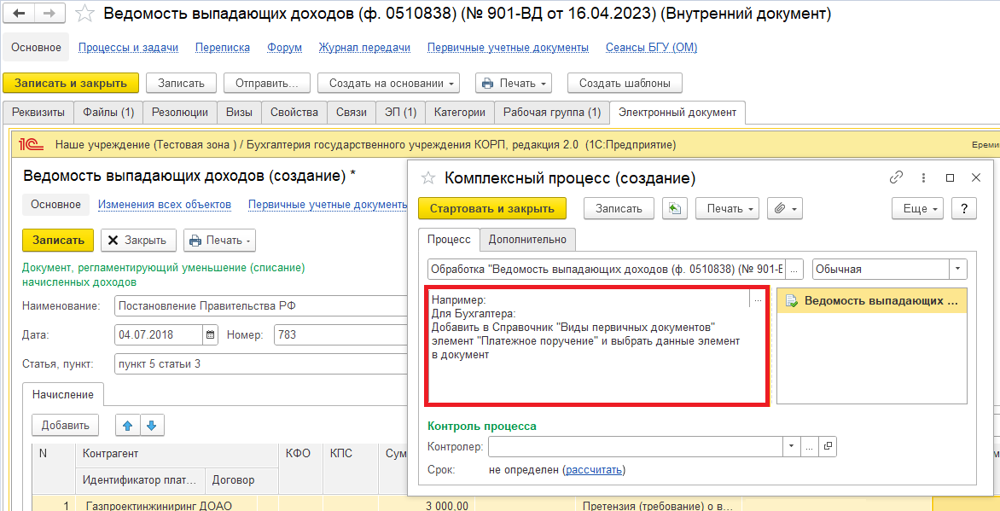 Ведомость выпадающих доходов (ф. 0510838) (№ 901-ВД от 16.04.2023) (Внутренний документ)
Основное Процессы и задачи Переписка Форум Журнал передачи Первичные учетные документы Сеансы БГУ (ОМ)
Записать и закрыть Записать Отправить... Создать на основании Печать Создать шаблоны
Реквизиты Файлы (1) Резолюции Визы Свойства Связи ЭП (1) Категории Рабочая группа (1) Электронный документ
1С Наше учреждение (Тестовая зона ) / Бухгалтерия государственного учреждения КОРП, редакция 2.0 (1С:Предприятие) Ереми
Ведомость выпадающих доходов (создание) *
Основное Изменения всех объектов Первичные учетные документы
Записать Закрыть Печать
Документ, регламентирующий уменьшение (списание)
начисленных доходов
Наименование: Постановление Правительства РФ
Дата: 04.07.2018 Номер: 783
Статья, пункт: пункт 5 статьи 3
Начисление
Добавить
N Контрагент КФО КПС Сум
Идентификатор плат... Договор
1 Газпроектинжиниринг ДОАО 3 000,00 Претензия (требование) о в...
Комплексный процесс (создание)
Стартовать и закрыть Записать Печать Еще ?
Процесс Дополнительно
Обработка "Ведомость выпадающих доходов (ф. 0510838) (№ 901-В ... Обычная
Например: ...
Для Бухгалтера:
Добавить в Справочник "Виды первичных документов"
элемент "Платежное поручение" и выбрать данные элемент
в документ
Ведомость выпадающих ...
Контроль процесса
Контролер: ...
Срок: не определен (рассчитать)